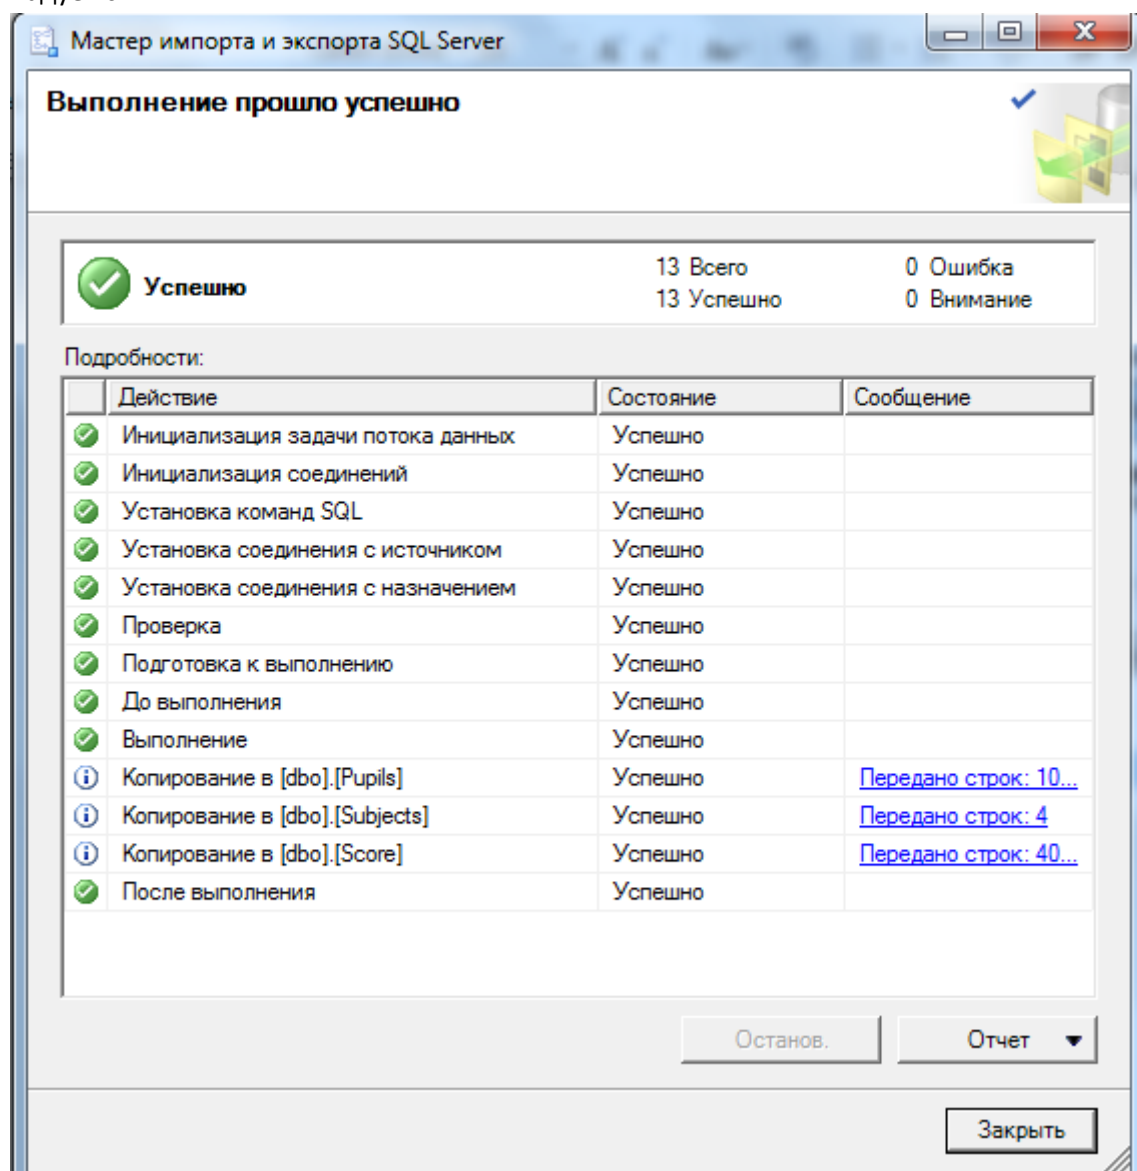 Мастер импорта и экспорта SQL Server
Выполнение прошло успешно
Успешно
13 Всего
0 Ошибка
13 Успешно
0 Внимание
Подробности:
Действие Состояние Сообщение
Инициализация задачи потока данных Успешно
Инициализация соединений Успешно
Установка команд SQL Успешно
Установка соединения с источником Успешно
Установка соединения с назначением Успешно
Проверка Успешно
Подготовка к выполнению Успешно
До выполнения Успешно
Выполнение Успешно
Копирование в [dbo].[Pupils] Успешно Передано строк: 10...
Копирование в [dbo].[Subjects] Успешно Передано строк: 4
Копирование в [dbo].[Score] Успешно Передано строк: 40...
После выполнения Успешно
Останов. Отчет
Закрыть